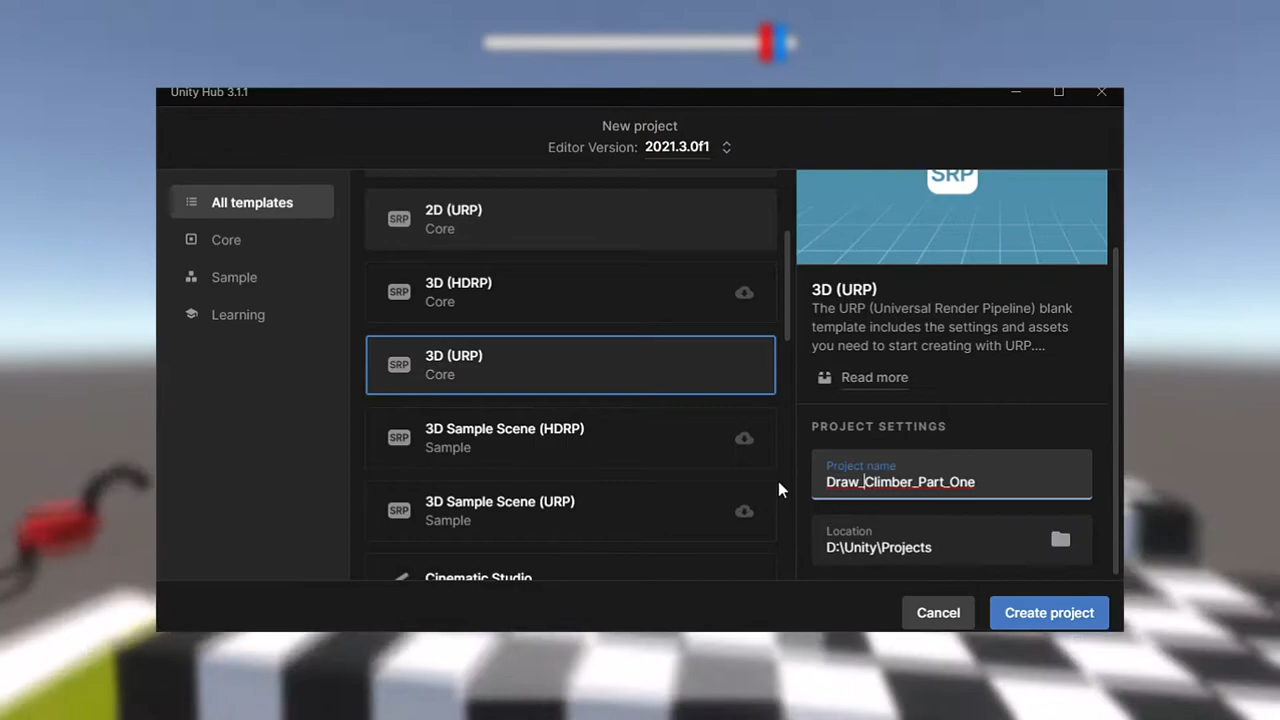 Unity Hub 3.1.1
New project
Editor Version: 2021.3.0f1
All templates
Core
Sample
Learning
SRP
2D (URP)
Core
SRP
3D (HDRP)
Core
SRP
3D (URP)
Core
SRP
3D Sample Scene (HDRP)
Sample
SRP
3D Sample Scene (URP)
Sample
Cinematic Studio
SRP
3D (URP)
The URP (Universal Render Pipeline) blank
template includes the settings and assets
you need to start creating with URP....
Read more
PROJECT SETTINGS
Project name
Draw_Climber_Part_One
Location
D:\Unity\Projects
Cancel
Create project